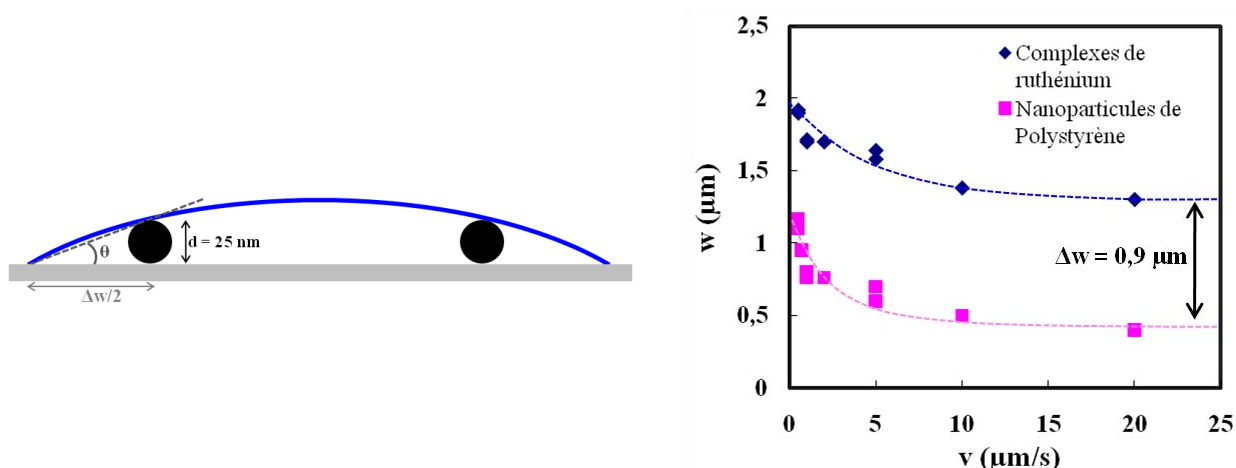 θ
d = 25 nm
Δw/2
2,5
2
1,5
1
0,5
0
w (μm)
Complexes de
ruthénium
Nanoparticules de
Polystyrène
Δw = 0,9 μm
0 5 10 15 20 25
v (μm/s)